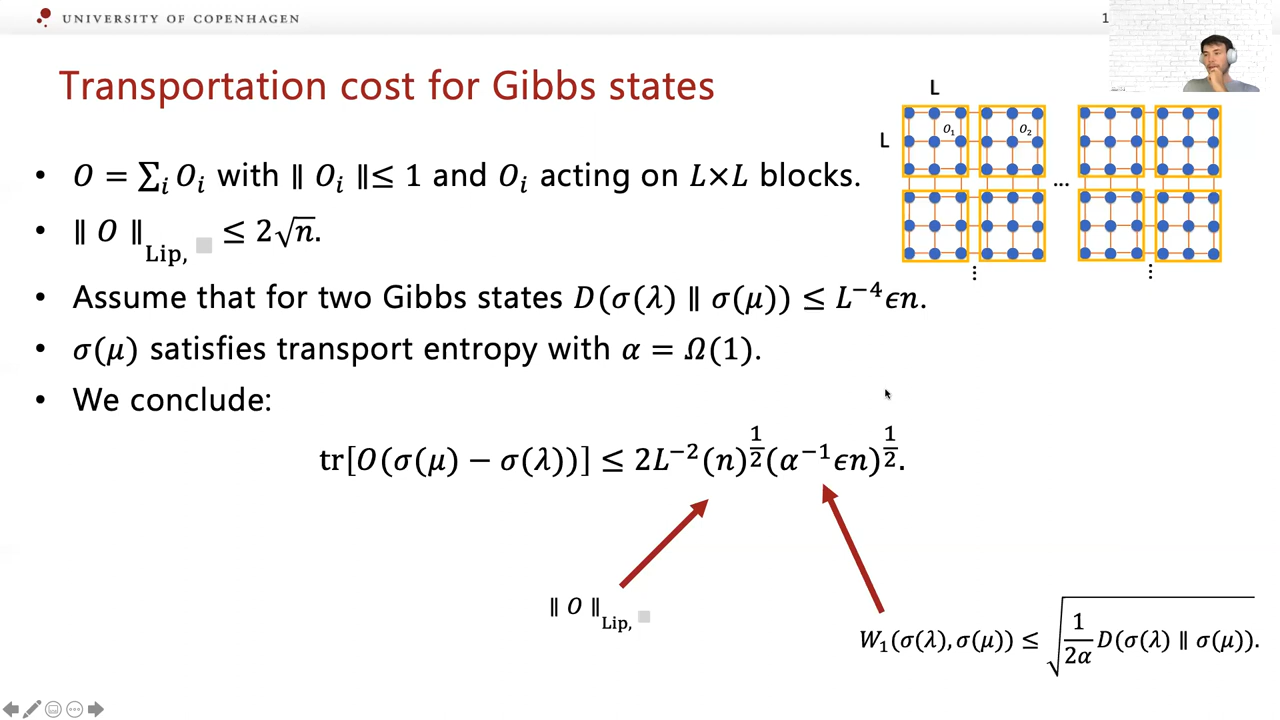 UNIVERSITY OF COPENHAGEN
1
Transportation cost for Gibbs states
L
L
O₁ O₂
...
⋮ ⋮
• O = ∑ᵢ Oᵢ with ‖ Oᵢ ‖≤ 1 and Oᵢ acting on L×L blocks.
• ‖ O ‖_Lip, ≤ 2√n.
• Assume that for two Gibbs states D(σ(λ) ‖ σ(μ)) ≤ L⁻⁴ϵn.
• σ(μ) satisfies transport entropy with α = Ω(1).
• We conclude:
tr[O(σ(μ) − σ(λ))] ≤ 2L⁻²(n)^{1/2}(α⁻¹ϵn)^{1/2}.
‖ O ‖_Lip,
W₁(σ(λ), σ(μ)) ≤ √(1/2α D(σ(λ) ‖ σ(μ))).